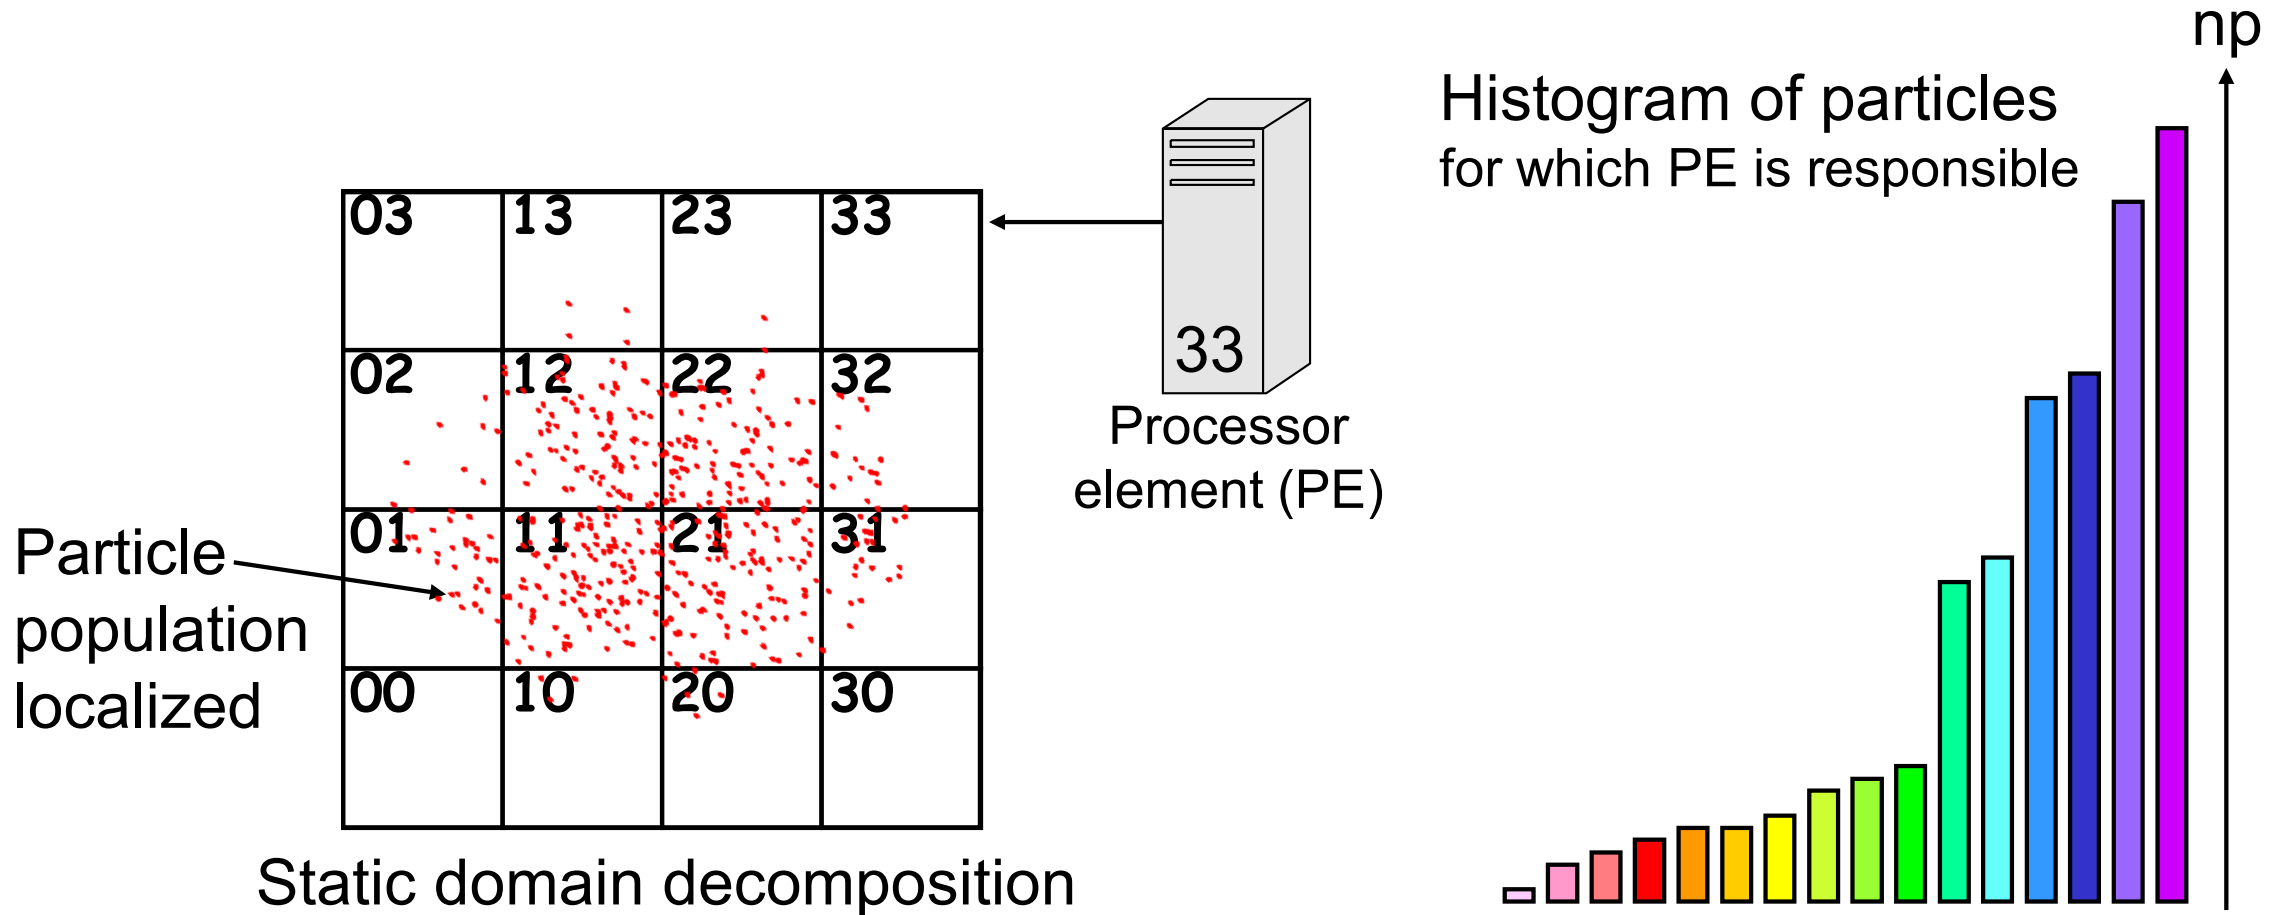 np
Histogram of particles
for which PE is responsible
03 13 23 33
02 12 22 32
01 11 21 31
00 10 20 30
33
Processor
element (PE)
Particle
population
localized
Static domain decomposition